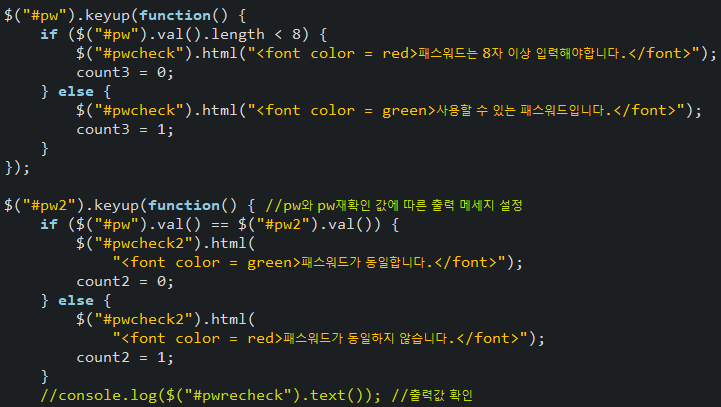 $("#pw").keyup(function() {
    if ($("#pw").val().length < 8) {
        $("#pwcheck").html("<font color = red>패스워드는 8자 이상 입력해야합니다.</font>");
        count3 = 0;
    } else {
        $("#pwcheck").html("<font color = green>사용할 수 있는 패스워드입니다.</font>");
        count3 = 1;
    }
});

$("#pw2").keyup(function() { //pw와 pw재확인 값에 따른 출력 메세지 설정
    if ($("#pw").val() == $("#pw2").val()) {
        $("#pwcheck2").html(
            "<font color = green>패스워드가 동일합니다.</font>");
        count2 = 0;
    } else {
        $("#pwcheck2").html(
            "<font color = red>패스워드가 동일하지 않습니다.</font>");
        count2 = 1;
    }
    //console.log($("#pwrecheck").text()); //출력값 확인